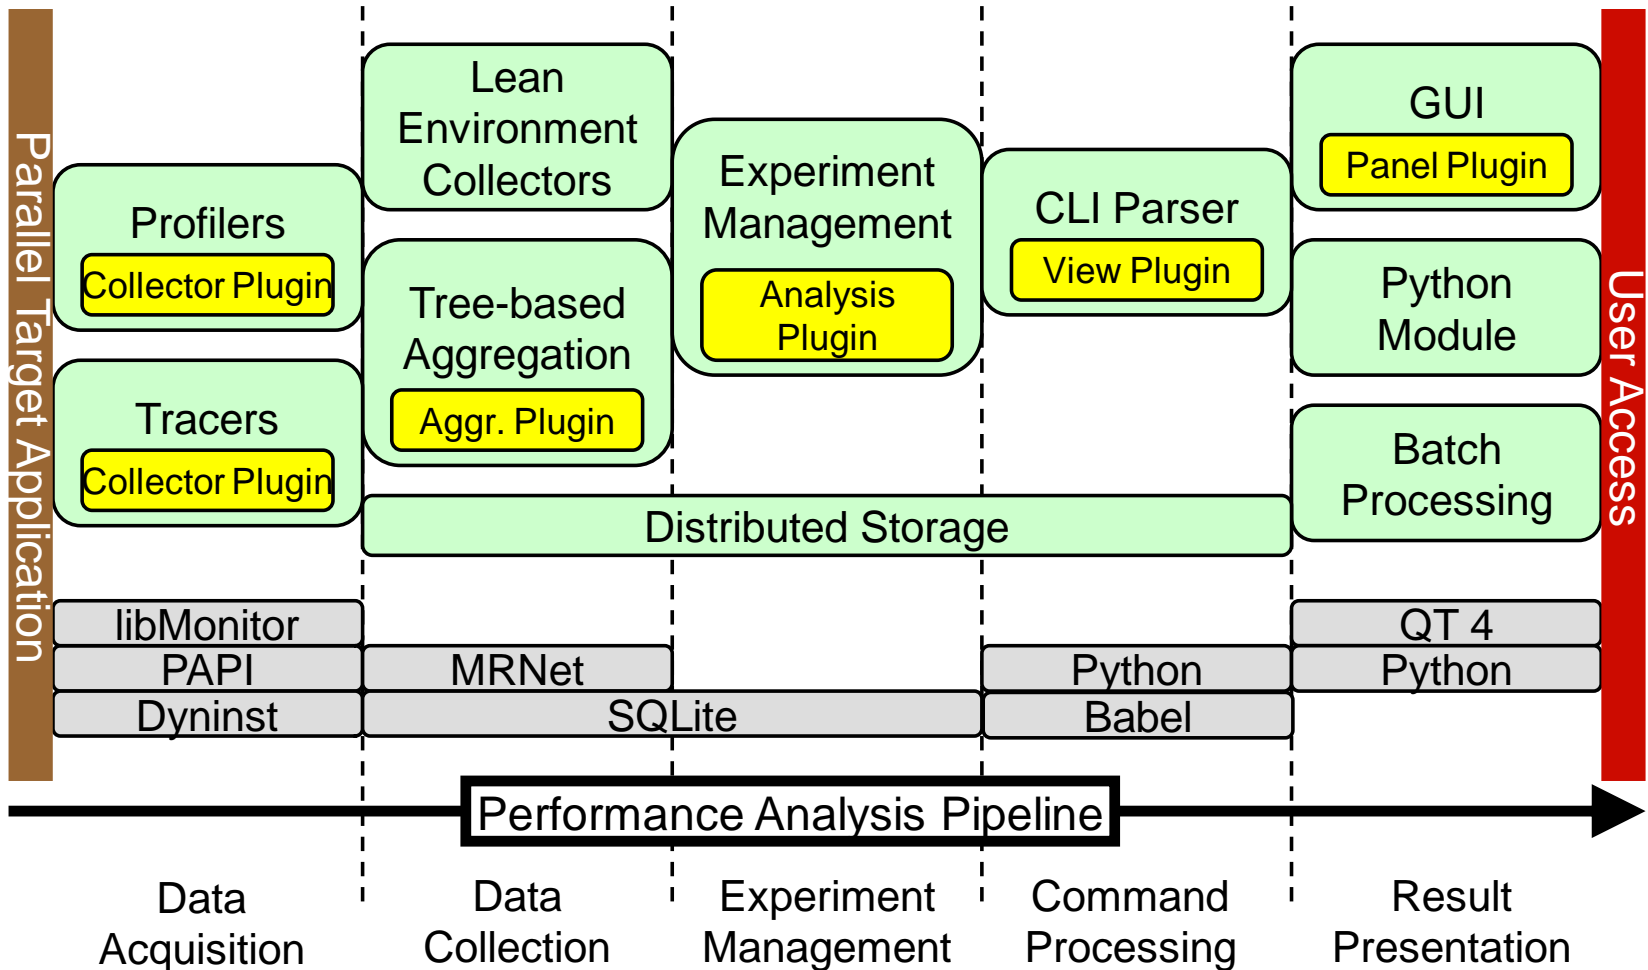 Parallel Target Application
Profilers
Collector Plugin
Tracers
Collector Plugin
Lean
Environment
Collectors
Tree-based
Aggregation
Aggr. Plugin
Experiment
Management
Analysis
Plugin
CLI Parser
View Plugin
GUI
Panel Plugin
Python
Module
Batch
Processing
User Access
Distributed Storage
libMonitor
PAPI
Dyninst
MRNet
SQLite
Python
Babel
QT 4
Python
Performance Analysis Pipeline
Data
Acquisition
Data
Collection
Experiment
Management
Command
Processing
Result
Presentation